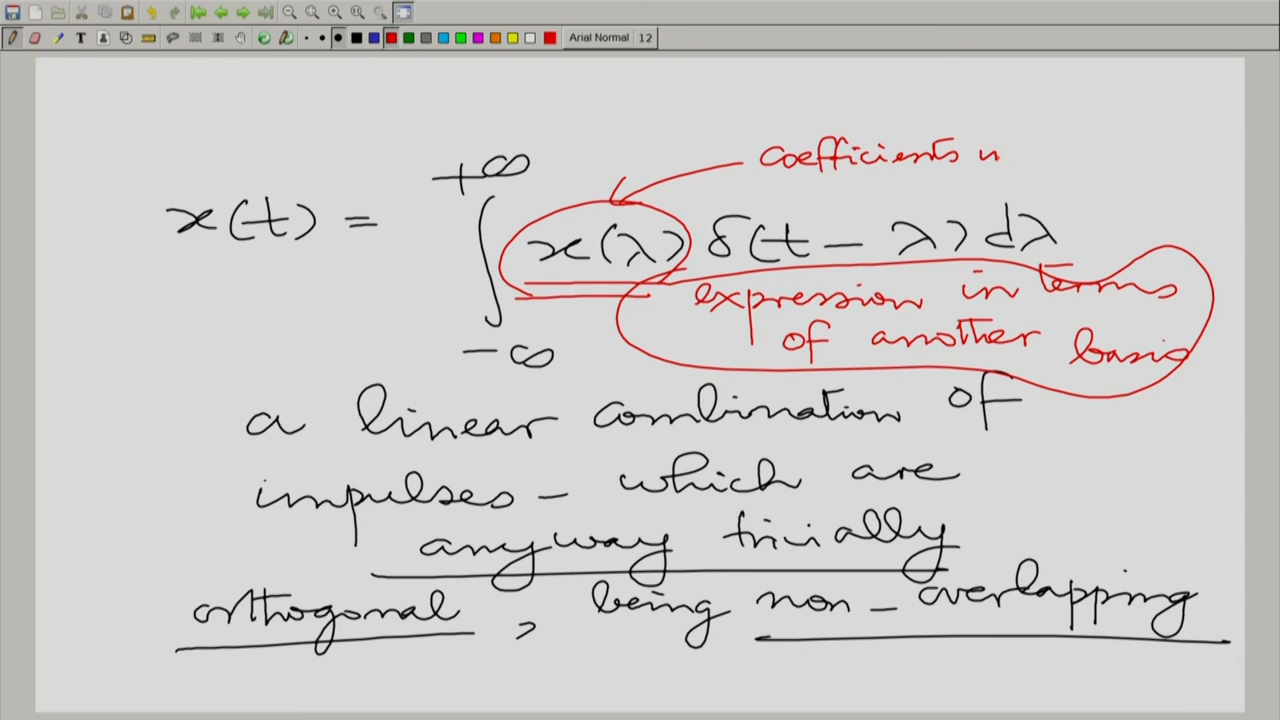 Arial Normal 12
coefficients
+∞
x(t) = ∫ x(λ) δ(t - λ) dλ
-∞
expression in terms
of another basis
a linear combination of
impulses - which are
anyway trivially
orthogonal, being non-overlapping